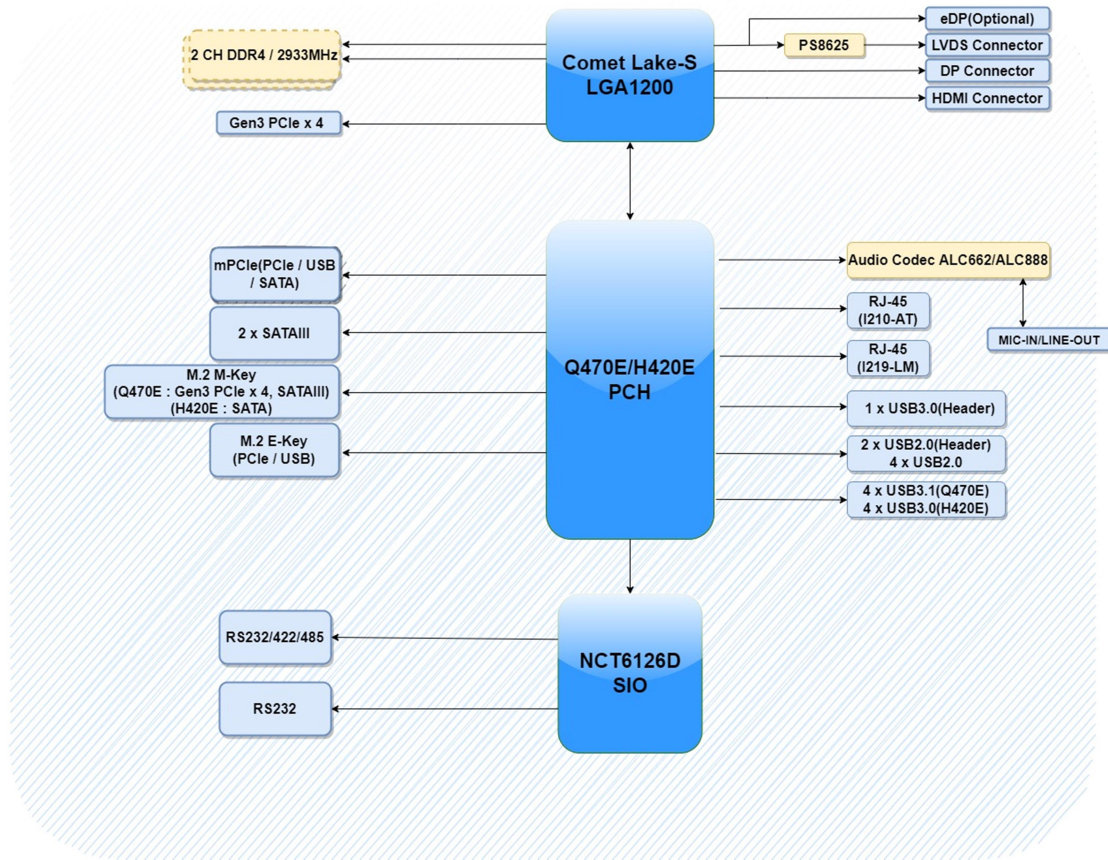 2 CH DDR4 / 2933MHz
Gen3 PCIe x 4
Comet Lake-S
LGA1200
PS8625
eDP(Optional)
LVDS Connector
DP Connector
HDMI Connector
mPCIe(PCIe / USB
/ SATA)
2 x SATAIII
M.2 M-Key
(Q470E : Gen3 PCIe x 4, SATAIII)
(H420E : SATA)
M.2 E-Key
(PCIe / USB)
Q470E/H420E
PCH
Audio Codec ALC662/ALC888
RJ-45
(I210-AT)
MIC-IN/LINE-OUT
RJ-45
(I219-LM)
1 x USB3.0(Header)
2 x USB2.0(Header)
4 x USB2.0
4 x USB3.1(Q470E)
4 x USB3.0(H420E)
RS232/422/485
RS232
NCT6126D
SIO